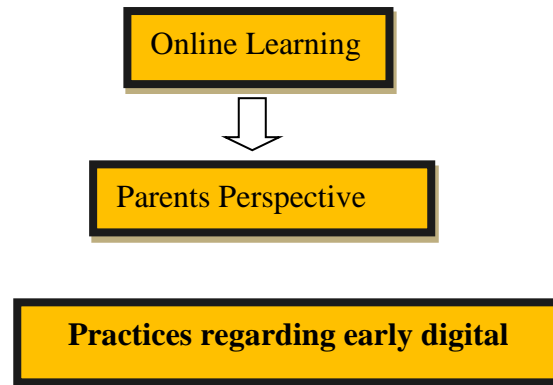 Online Learning
Parents Perspective
Practices regarding early digital